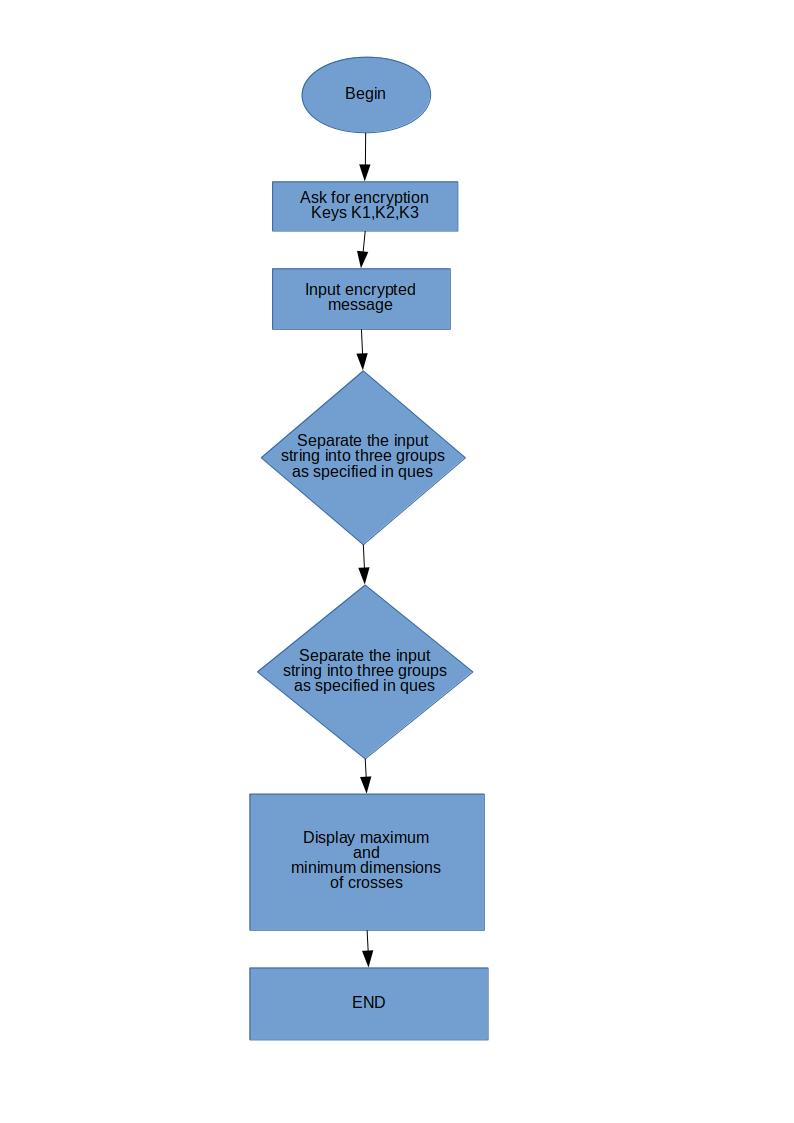 Begin
Ask for encryption
Keys K1,K2,K3
Input encrypted
message
Separate the input
string into three groups
as specified in ques
Separate the input
string into three groups
as specified in ques
Display maximum
and
minimum dimensions
of crosses
END